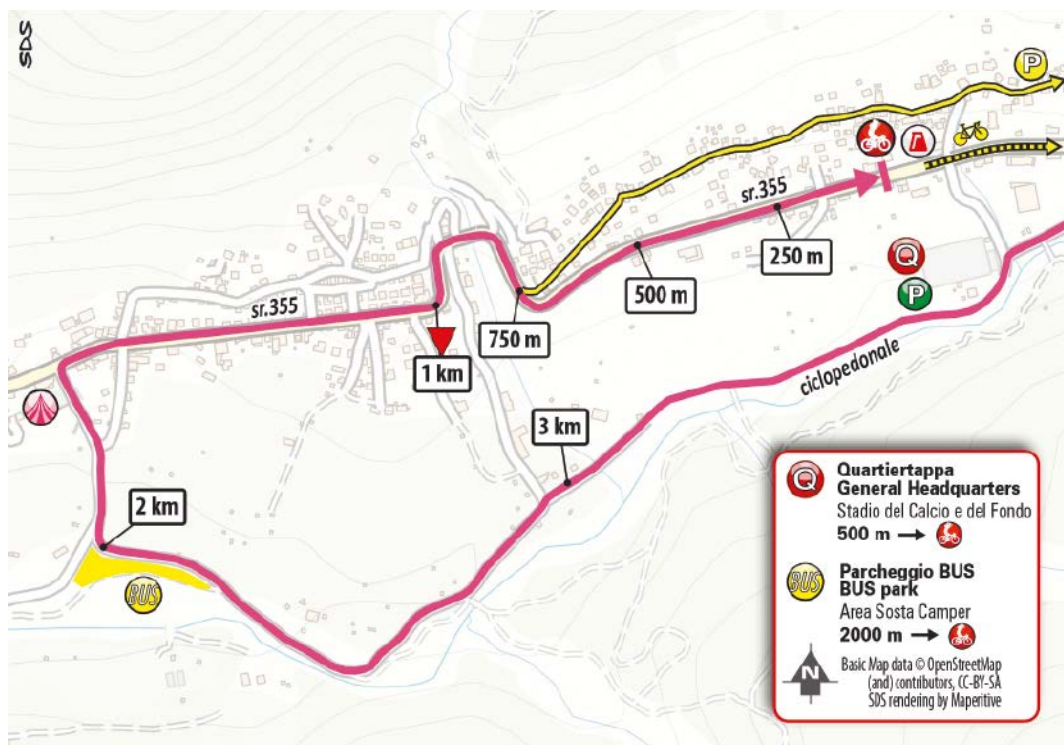 SDS
P
sr.355
250 m
Q
P
500 m
sr.355
750 m
1 km
ciclopedonale
3 km
2 km
BUS
Q
Quartiertappa
General Headquarters
Stadio del Calcio e del Fondo
500 m
BUS
Parcheggio BUS
BUS park
Area Sosta Camper
2000 m
N
Basic Map data © OpenStreetMap
(and) contributors, CC-BY-SA
SDS rendering by Maperitive